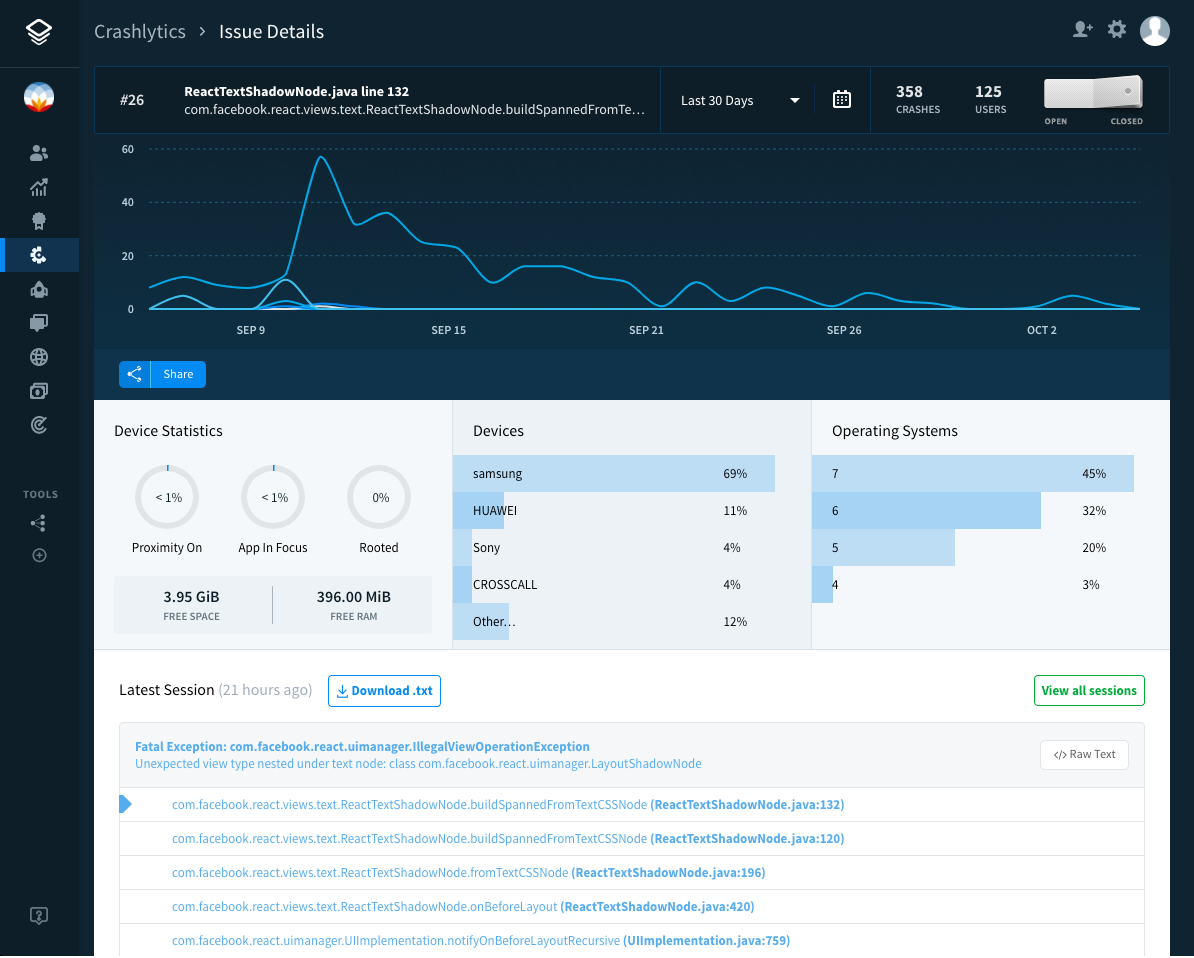 Crashlytics > Issue Details
#26
ReactTextShadowNode.java line 132
com.facebook.react.views.text.ReactTextShadowNode.buildSpannedFromTe…
Last 30 Days
358
CRASHES
125
USERS
OPEN
CLOSED
60
40
20
0
SEP 9
SEP 15
SEP 21
SEP 26
OCT 2
Share
TOOLS
Device Statistics
< 1%
< 1%
0%
Proximity On
App In Focus
Rooted
3.95 GiB
FREE SPACE
396.00 MiB
FREE RAM
Devices
samsung 69%
HUAWEI 11%
Sony 4%
CROSSCALL 4%
Other… 12%
Operating Systems
7 45%
6 32%
5 20%
4 3%
Latest Session (21 hours ago)
Download .txt
View all sessions
Fatal Exception: com.facebook.react.uimanager.IllegalViewOperationException
Unexpected view type nested under text node: class com.facebook.react.uimanager.LayoutShadowNode
</> Raw Text
com.facebook.react.views.text.ReactTextShadowNode.buildSpannedFromTextCSSNode (ReactTextShadowNode.java:132)
com.facebook.react.views.text.ReactTextShadowNode.buildSpannedFromTextCSSNode (ReactTextShadowNode.java:120)
com.facebook.react.views.text.ReactTextShadowNode.fromTextCSSNode (ReactTextShadowNode.java:196)
com.facebook.react.views.text.ReactTextShadowNode.onBeforeLayout (ReactTextShadowNode.java:420)
com.facebook.react.uimanager.UIImplementation.notifyOnBeforeLayoutRecursive (UIImplementation.java:759)